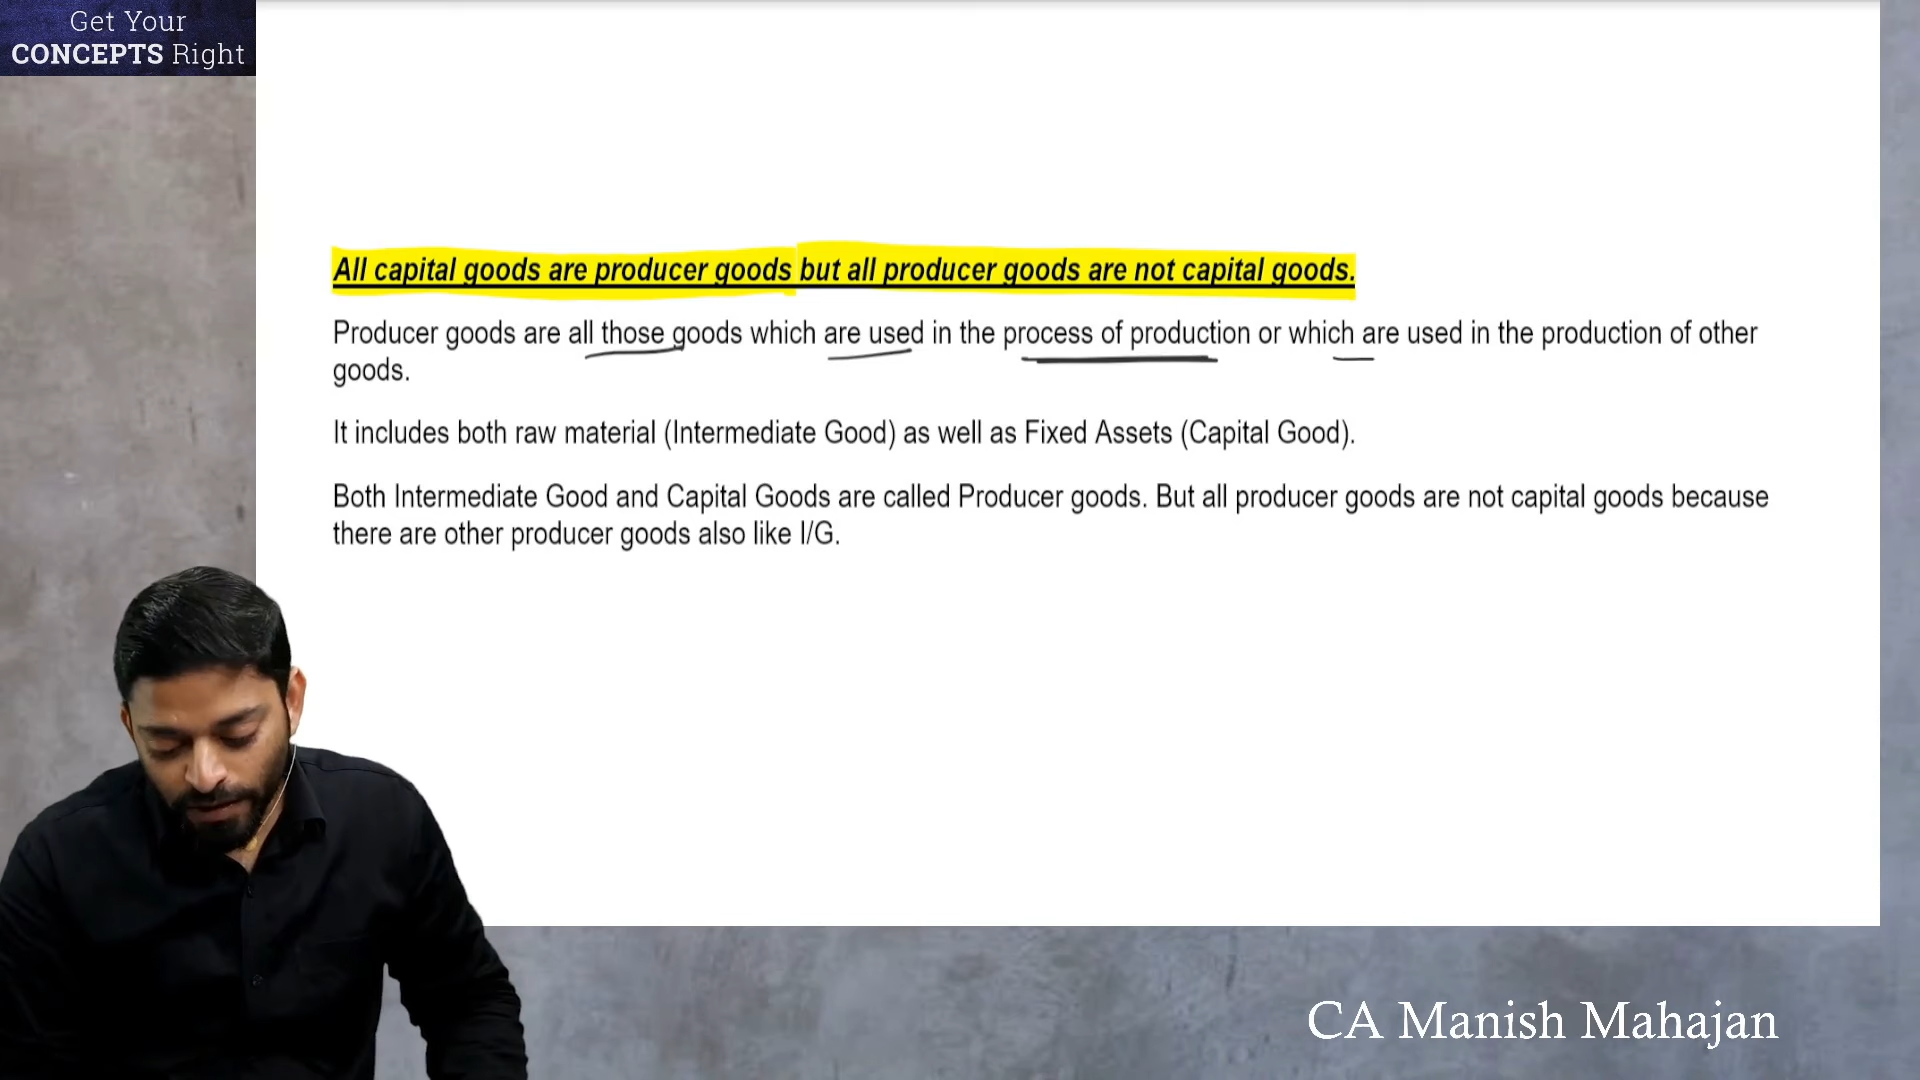 Get Your
CONCEPTS Right
All capital goods are producer goods but all producer goods are not capital goods.
Producer goods are all those goods which are used in the process of production or which are used in the production of other
goods.
It includes both raw material (Intermediate Good) as well as Fixed Assets (Capital Good).
Both Intermediate Good and Capital Goods are called Producer goods. But all producer goods are not capital goods because
there are other producer goods also like I/G.
CA Manish Mahajan